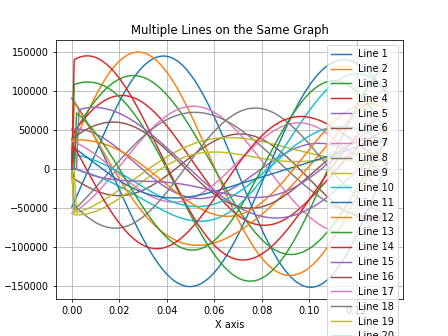 Multiple Lines on the Same Graph
150000
100000
50000
0
−50000
−100000
−150000
0.00
0.02
0.04
0.06
0.08
0.10
X axis
Line 1
Line 2
Line 3
Line 4
Line 5
Line 6
Line 7
Line 8
Line 9
Line 10
Line 11
Line 12
Line 13
Line 14
Line 15
Line 16
Line 17
Line 18
Line 19
Line 20